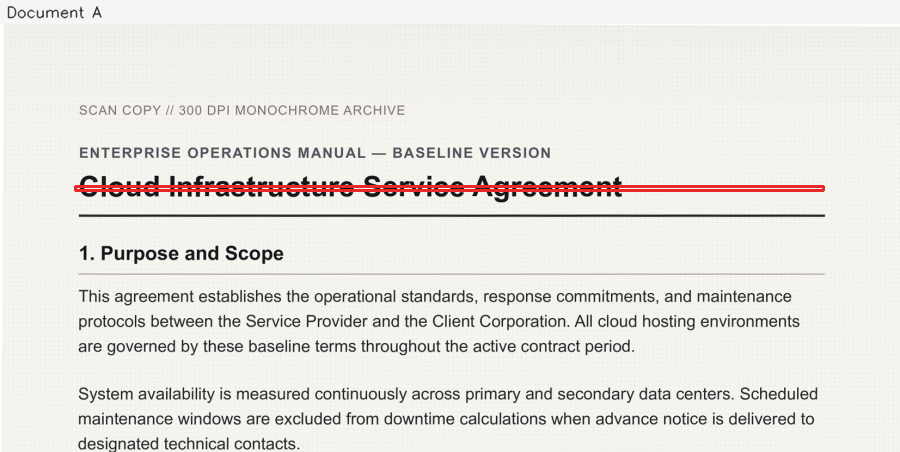 Document A
SCAN COPY // 300 DPI MONOCHROME ARCHIVE
ENTERPRISE OPERATIONS MANUAL — BASELINE VERSION
Cloud Infrastructure Service Agreement
1. Purpose and Scope
This agreement establishes the operational standards, response commitments, and maintenance
protocols between the Service Provider and the Client Corporation. All cloud hosting environments
are governed by these baseline terms throughout the active contract period.
System availability is measured continuously across primary and secondary data centers. Scheduled
maintenance windows are excluded from downtime calculations when advance notice is delivered to
designated technical contacts.